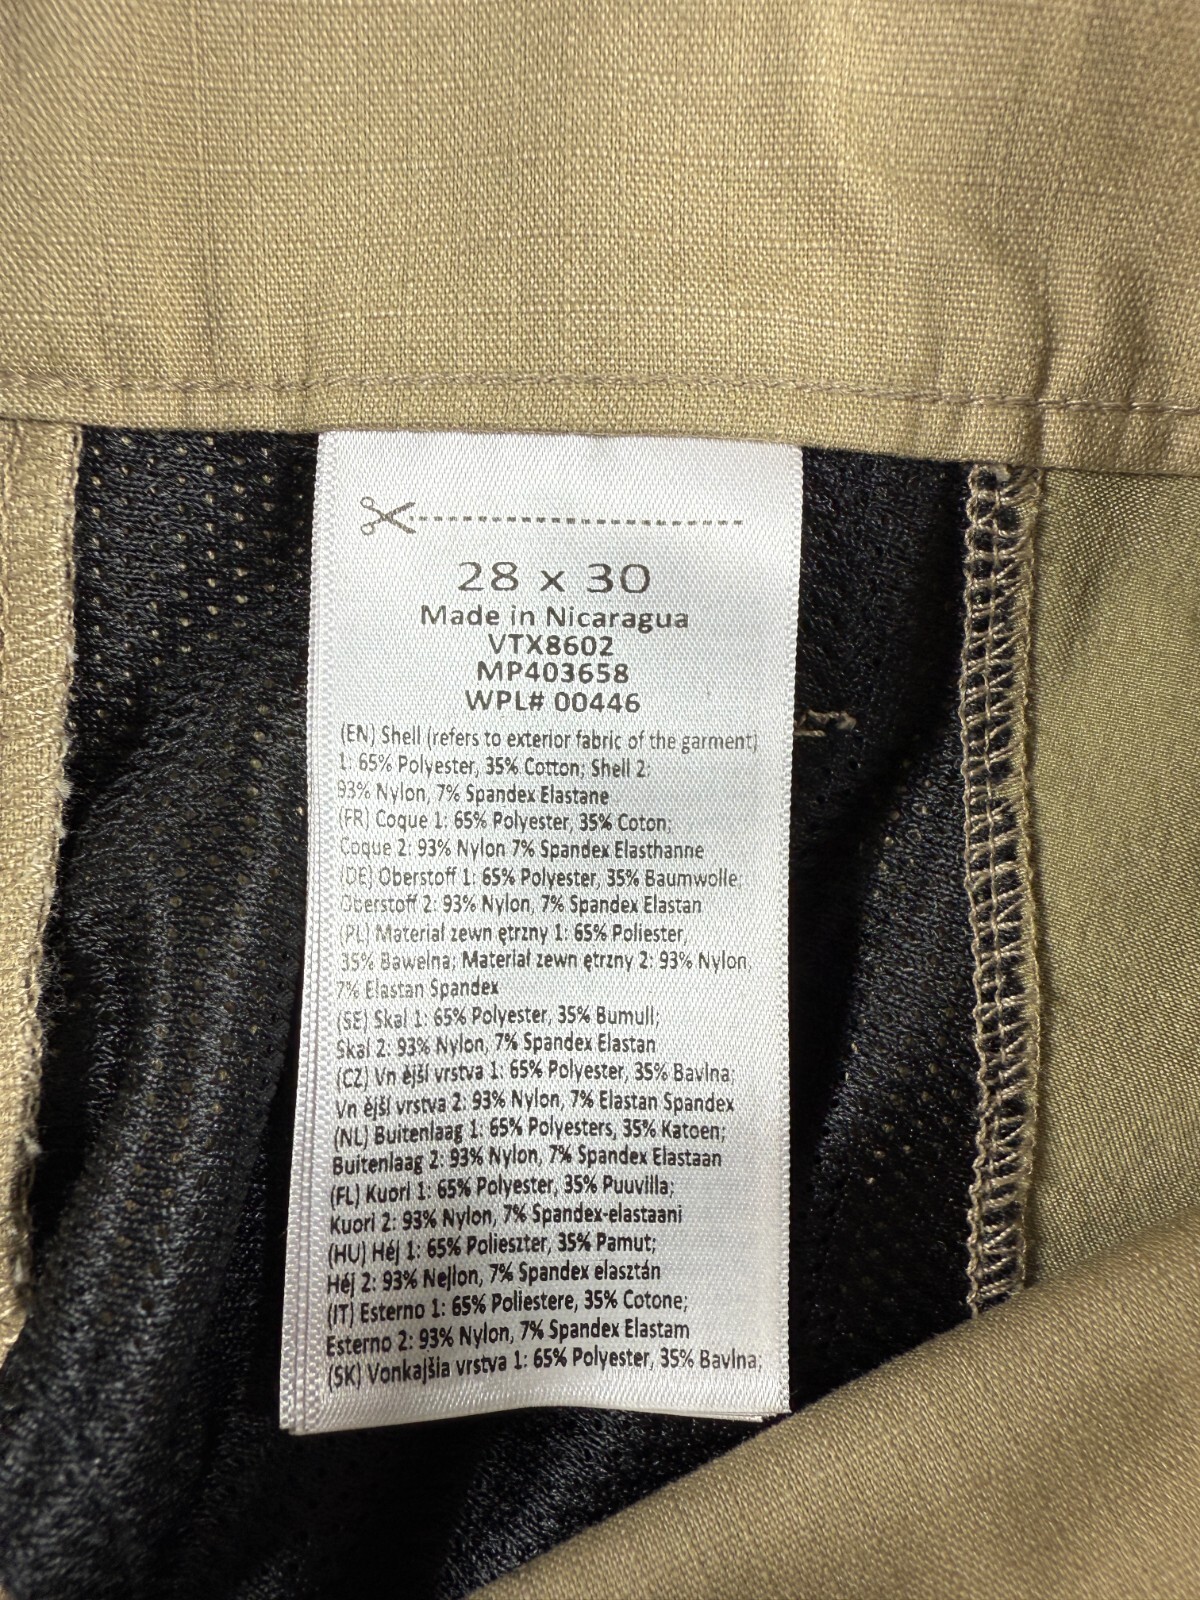 28 x 30
Made in Nicaragua
VTX8602
MP403658
WPL# 00446
(EN) Shell (refers to exterior fabric of the garment)
1: 65% Polyester, 35% Cotton; Shell 2:
93% Nylon, 7% Spandex Elastane
(FR) Coque 1: 65% Polyester, 35% Coton;
Coque 2: 93% Nylon 7% Spandex Elasthanne
(DE) Oberstoff 1: 65% Polyester, 35% Baumwolle;
Oberstoff 2: 93% Nylon, 7% Spandex Elastan
(PL) Materiał zewn ętrzny 1: 65% Poliester,
35% Bawełna; Materiał zewn ętrzny 2: 93% Nylon,
7% Elastan Spandex
(SE) Skal 1: 65% Polyester, 35% Bumull;
Skal 2: 93% Nylon, 7% Spandex Elastan
(CZ) Vn ější vrstva 1: 65% Polyester, 35% Bavlna;
Vn ější vrstva 2: 93% Nylon, 7% Elastan Spandex
(NL) Buitenlaag 1: 65% Polyesters, 35% Katoen;
Buitenlaag 2: 93% Nylon, 7% Spandex Elastaan
(FL) Kuori 1: 65% Polyester, 35% Puuvilla;
Kuori 2: 93% Nylon, 7% Spandex-elastaani
(HU) Héj 1: 65% Polieszter, 35% Pamut;
Héj 2: 93% Nejlon, 7% Spandex elasztán
(IT) Esterno 1: 65% Poliestere, 35% Cotone;
Esterno 2: 93% Nylon, 7% Spandex Elastam
(SK) Vonkajšia vrstva 1: 65% Polyester, 35% Bavlna;